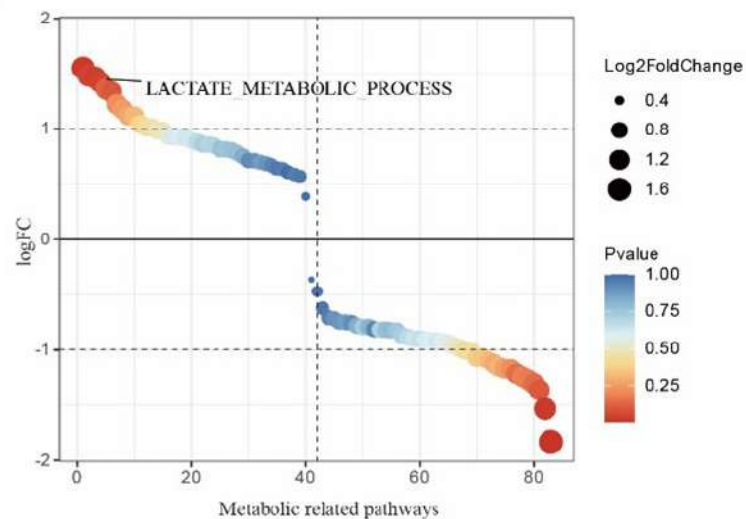 2
LACTATE_METABOLIC_PROCESS
1
0
-1
-2
logFC
0 20 40 60 80
Metabolic related pathways
Log2FoldChange
0.4
0.8
1.2
1.6
Pvalue
1.00
0.75
0.50
0.25